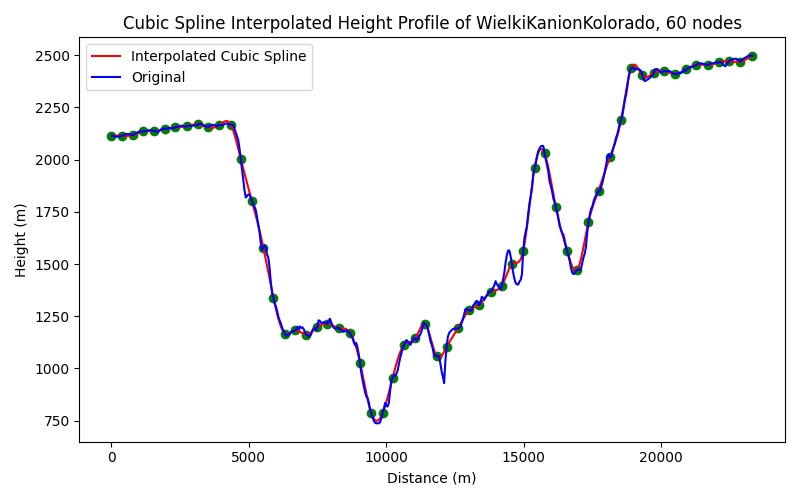 Cubic Spline Interpolated Height Profile of WielkiKanionKolorado, 60 nodes
Interpolated Cubic Spline
Original
Height (m)
2500
2250
2000
1750
1500
1250
1000
750
0 5000 10000 15000 20000
Distance (m)